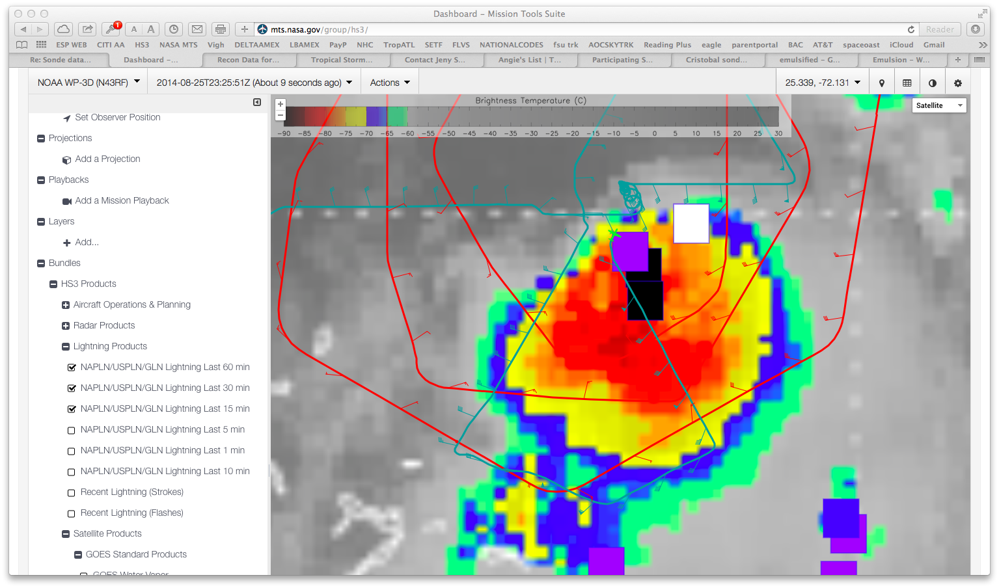 Dashboard – Mission Tools Suite
1
A A
mts.nasa.gov/group/hs3/
Reader
ESP WEB CITI AA HS3 NASA MTS Vigh DELTAAMEX LBAMEX PayP NHC TropATL SETF FLVS NATIONALCODES fsu trk AOCSKYTRK Reading Plus eagle parentportal BAC AT&T spaceoast iCloud Gmail
Re: Sonde data... Dashboard –... Recon Data for... Tropical Storm... Contact Jeny S... Angie's List | T... Participating S... Cristobal sond... emulsified – G... Emulsion – W...
NOAA WP-3D (N43RF) 2014-08-25T23:25:51Z (About 9 seconds ago) Actions 25.339, -72.131
Brightness Temperature (C)
Satellite
-90 -85 -80 -75 -70 -65 -60 -55 -50 -45 -40 -35 -30 -25 -20 -15 -10 -5 0 5 10 15 20 25 30
Set Observer Position
Projections
Add a Projection
Playbacks
Add a Mission Playback
Layers
Add...
Bundles
HS3 Products
Aircraft Operations & Planning
Radar Products
Lightning Products
NAPLN/USPLN/GLN Lightning Last 60 min
NAPLN/USPLN/GLN Lightning Last 30 min
NAPLN/USPLN/GLN Lightning Last 15 min
NAPLN/USPLN/GLN Lightning Last 5 min
NAPLN/USPLN/GLN Lightning Last 1 min
NAPLN/USPLN/GLN Lightning Last 10 min
Recent Lightning (Strokes)
Recent Lightning (Flashes)
Satellite Products
GOES Standard Products
GOES Water Vapor